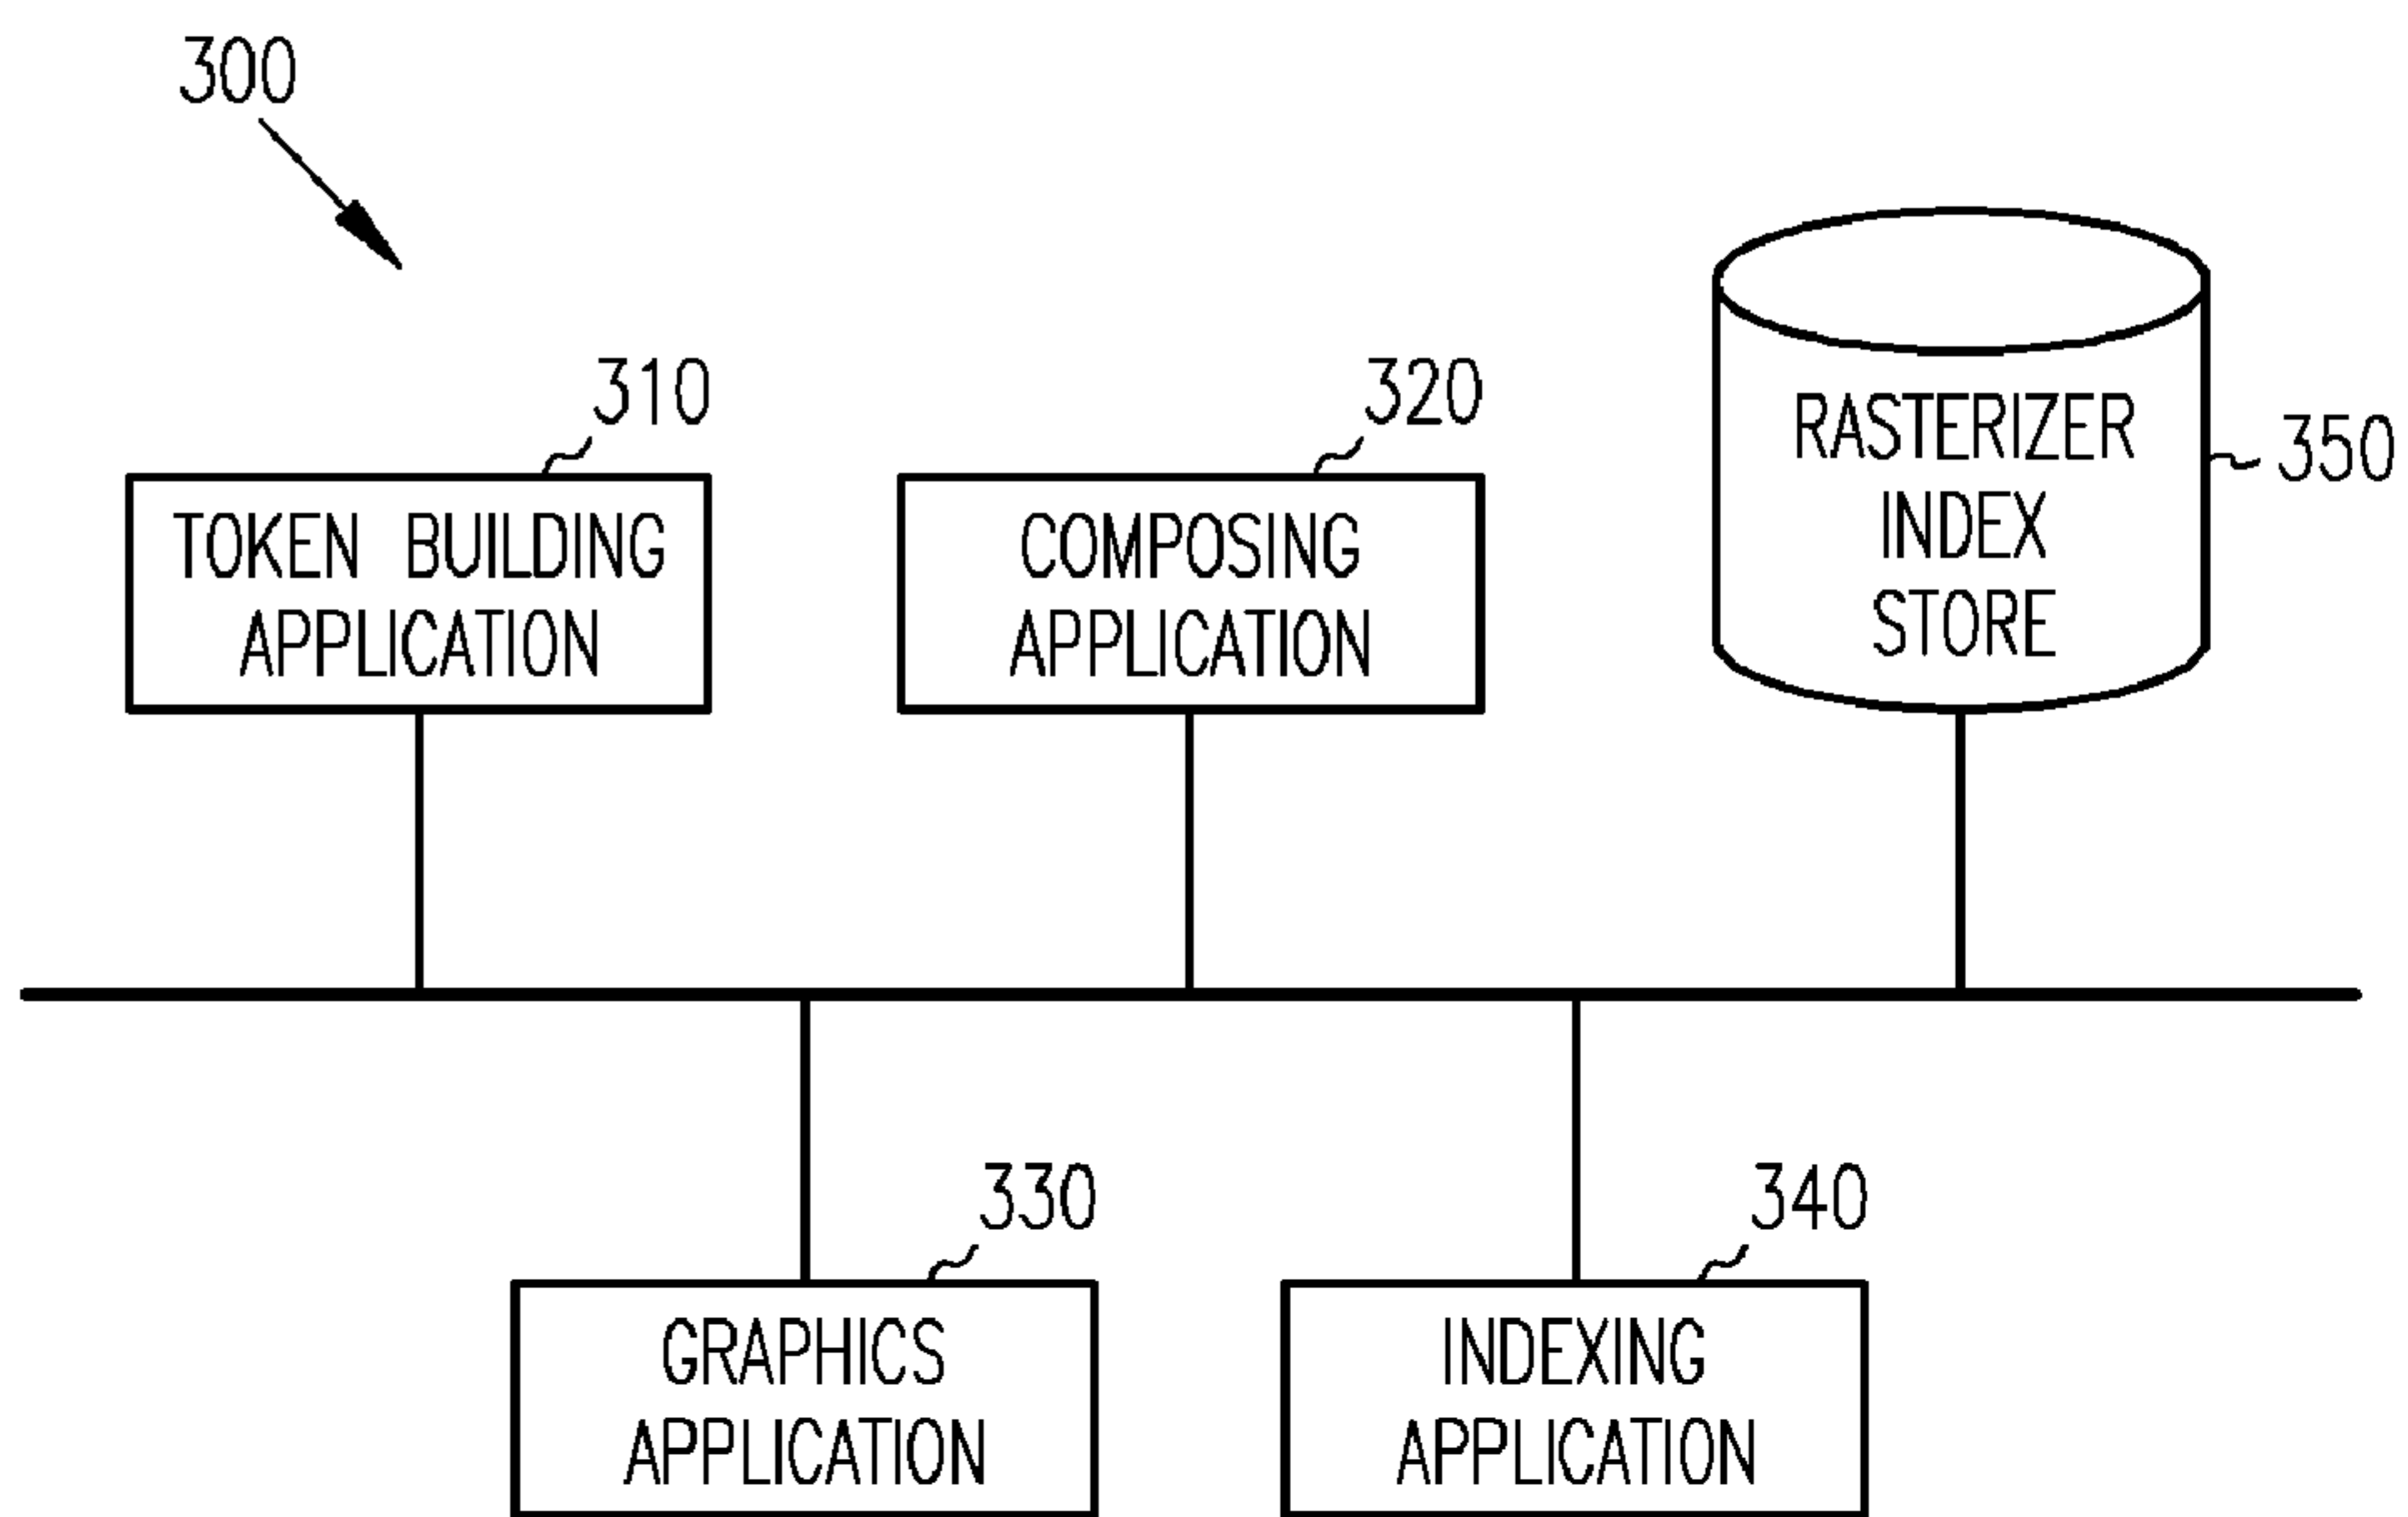 300
310
TOKEN BUILDING
APPLICATION
320
COMPOSING
APPLICATION
RASTERIZER
INDEX
STORE
350
330
GRAPHICS
APPLICATION
340
INDEXING
APPLICATION